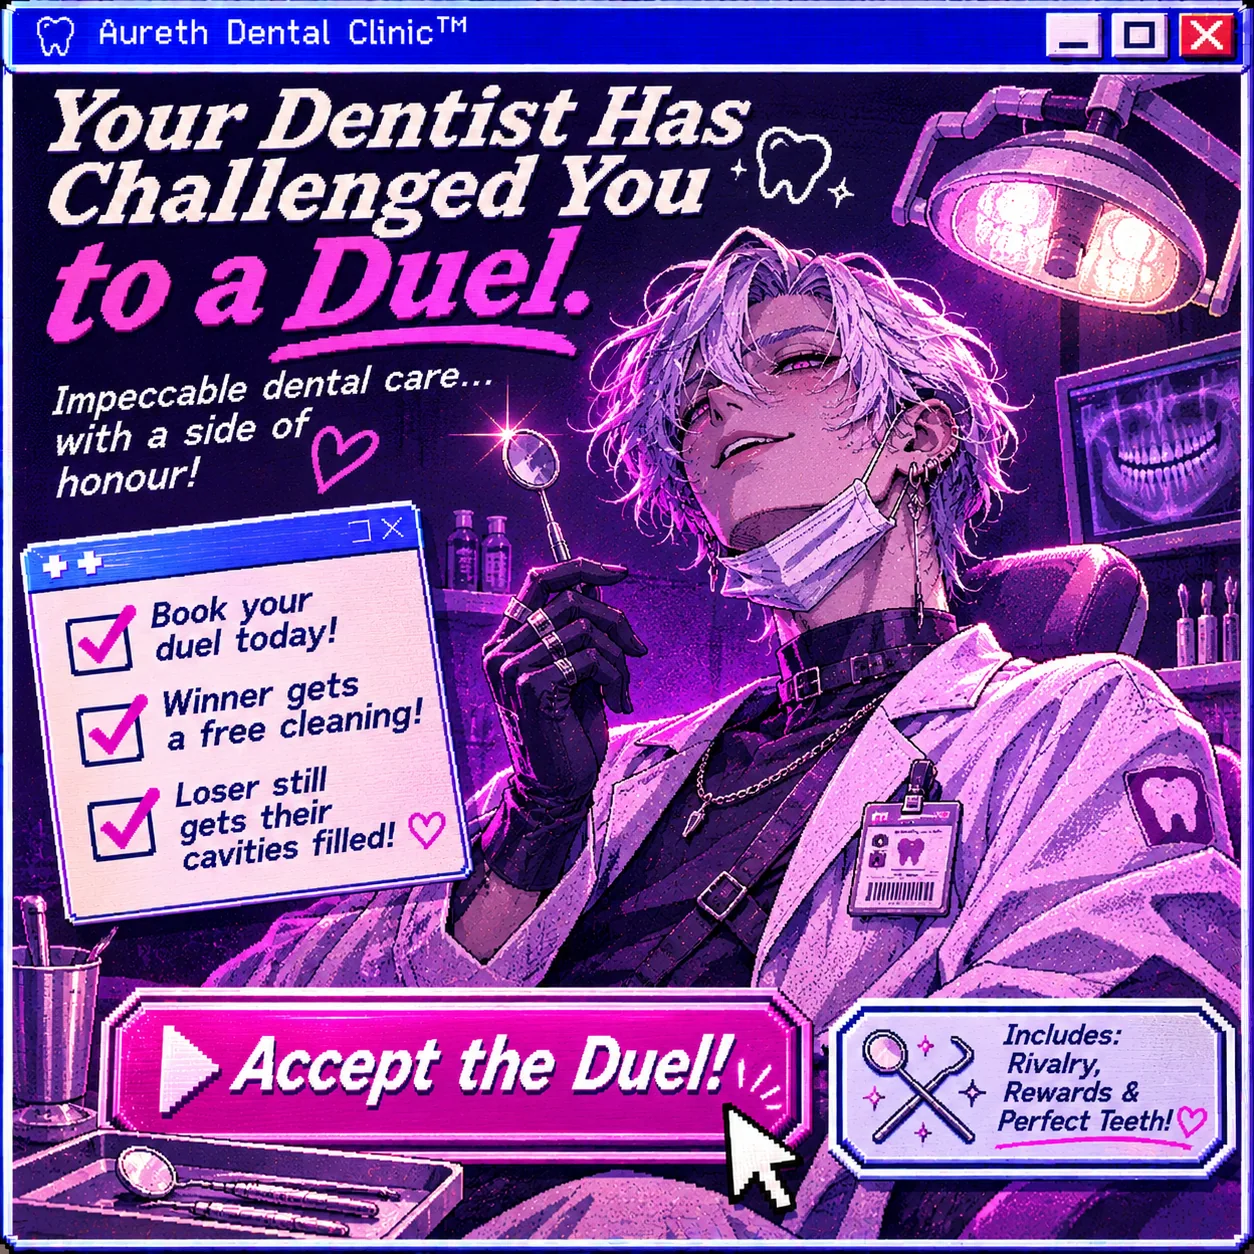 Aureth Dental Clinic™
Your Dentist Has
Challenged You
to a Duel.
Impeccable dental care...
with a side of
honour!
Book your
duel today!
Winner gets
a free cleaning!
Loser still
gets their
cavities filled!
Accept the Duel!
Includes:
Rivalry,
Rewards &
Perfect Teeth!